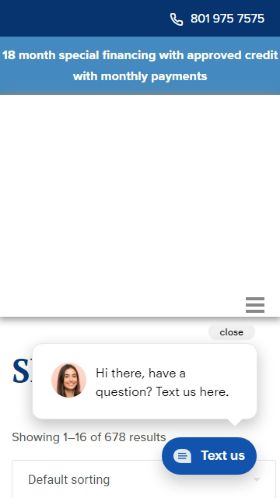 801 975 7575
18 month special financing with approved credit
with monthly payments
close
Hi there, have a
question? Text us here.
Showing 1–16 of 678 results
Text us
Default sorting